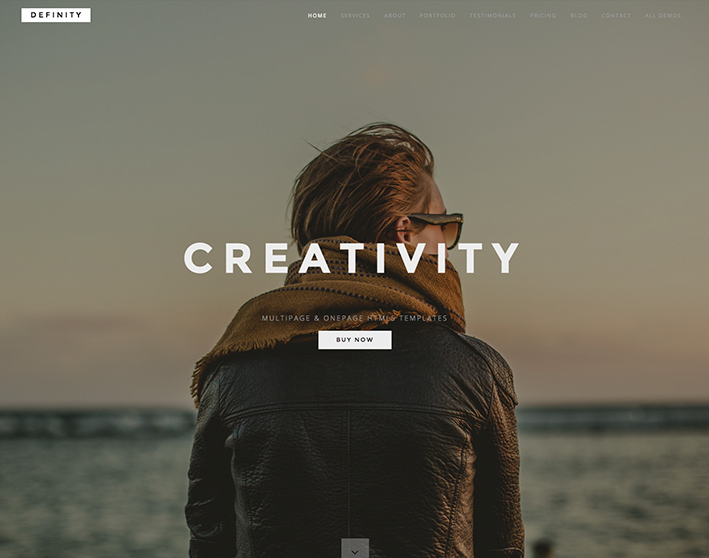 DEFINITY
HOME SERVICES ABOUT PORTFOLIO TESTIMONIALS PRICING BLOG CONTACT ALL DEMOS
CREATIVITY
MULTIPAGE & ONEPAGE HTML5 TEMPLATES
BUY NOW